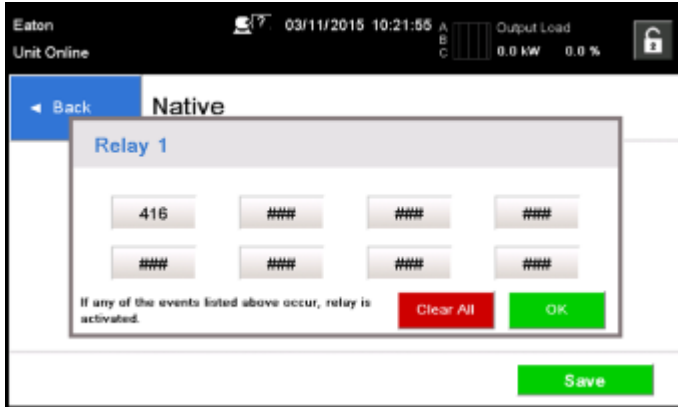 Eaton
Unit Online
? 03/11/2015 10:21:55
A
B
C
Output Load
0.0 kW 0.0 %
2
◄ Back
Native
Relay 1
416 ### ### ###
### ### ### ###
If any of the events listed above occur, relay is
activated.
Clear All
OK
Save